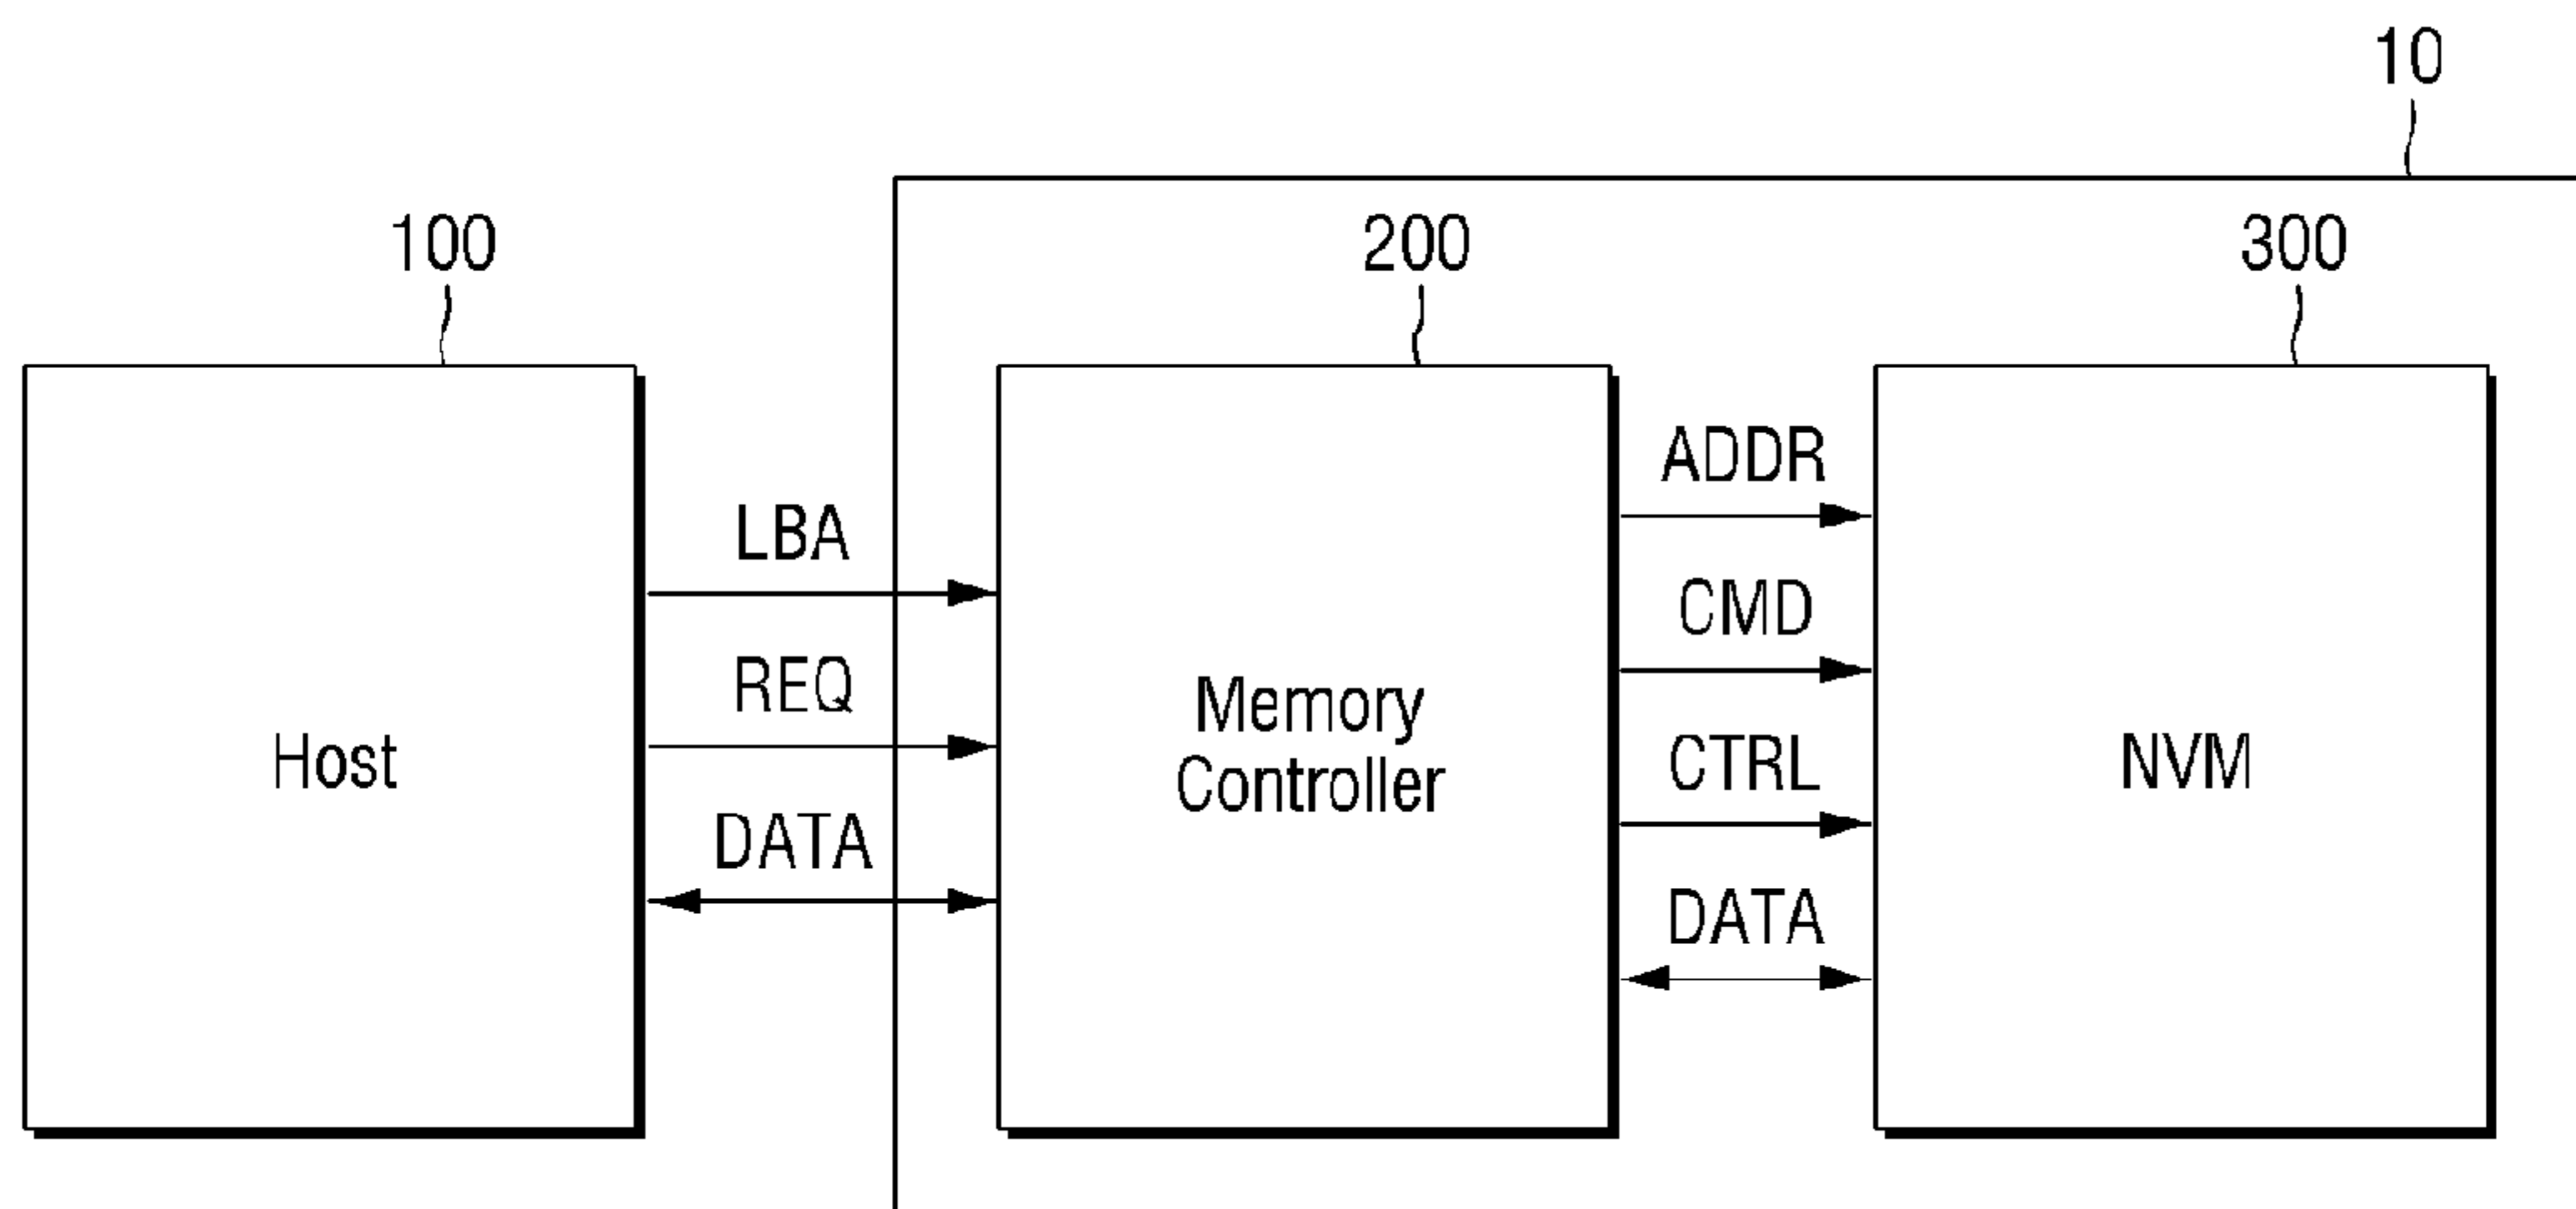 10
100
200
300
LBA
REQ
DATA
ADDR
CMD
CTRL
DATA
Host
Memory
Controller
NVM